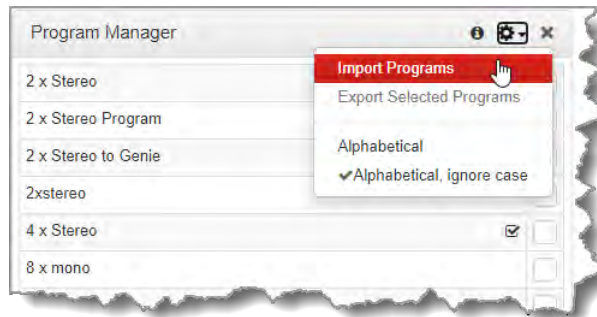 Program Manager
Import Programs
Export Selected Programs
Alphabetical
✔Alphabetical, ignore case
2 x Stereo
2 x Stereo Program
2 x Stereo to Genie
2xstereo
4 x Stereo
8 x mono